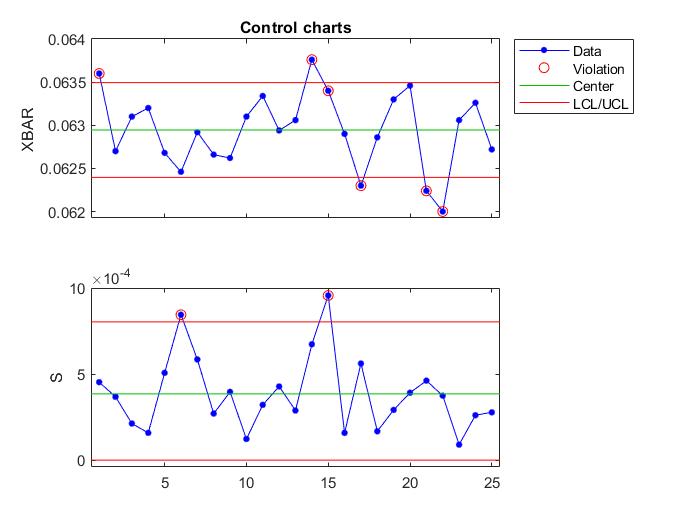 Control charts
0.064
0.0635
0.063
0.0625
0.062
XBAR
Data
Violation
Center
LCL/UCL
×10-4
10
5
0
S
5 10 15 20 25